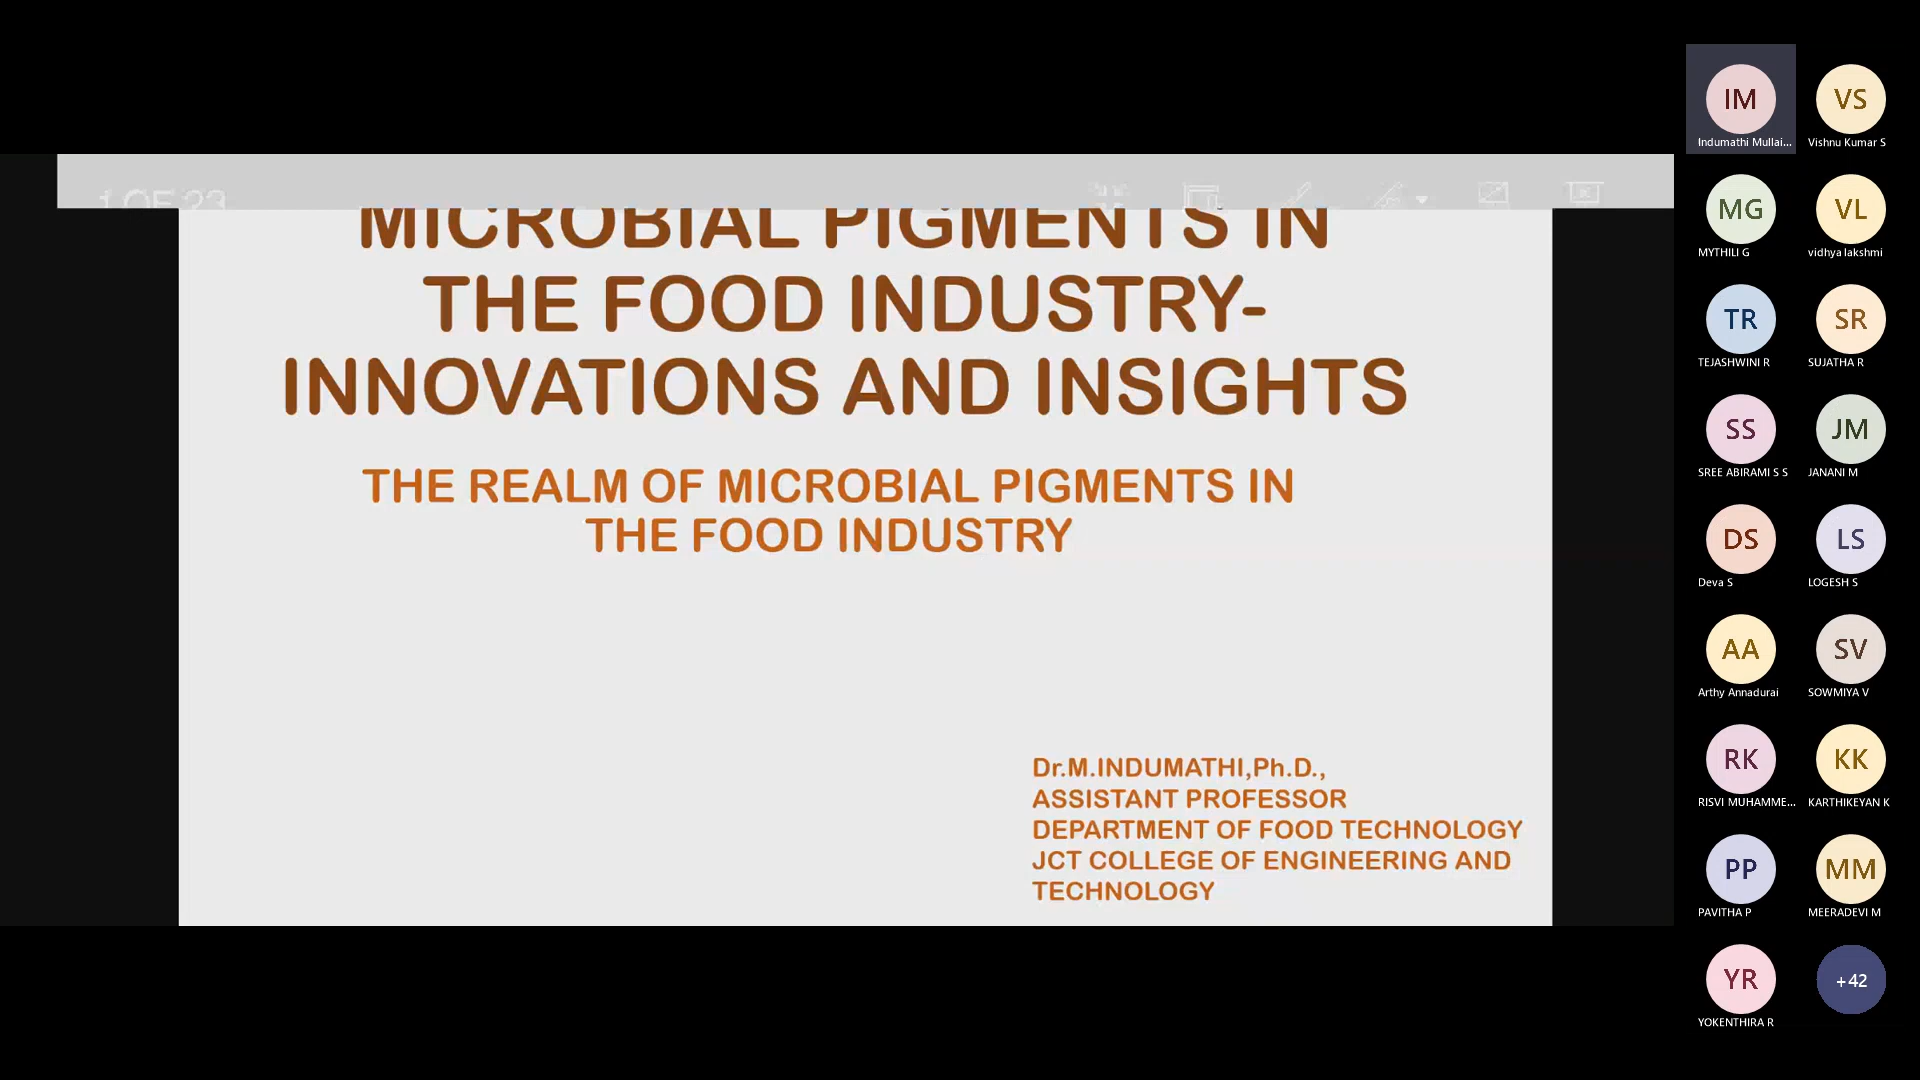 1 OF 23
MICROBIAL PIGMENTS IN
THE FOOD INDUSTRY-
INNOVATIONS AND INSIGHTS
THE REALM OF MICROBIAL PIGMENTS IN
THE FOOD INDUSTRY
Dr.M.INDUMATHI,Ph.D.,
ASSISTANT PROFESSOR
DEPARTMENT OF FOOD TECHNOLOGY
JCT COLLEGE OF ENGINEERING AND
TECHNOLOGY
IM
Indumathi Mullai...
VS
Vishnu Kumar S
MG
MYTHILI G
VL
vidhya lakshmi
TR
TEJASHWINI R
SR
SUJATHA R
SS
SREE ABIRAMI S S
JM
JANANI M
DS
Deva S
LS
LOGESH S
AA
Arthy Annadurai
SV
SOWMIYA V
RK
RISVI MUHAMME...
KK
KARTHIKEYAN K
PP
PAVITHA P
MM
MEERADEVI M
YR
YOKENTHIRA R
+42